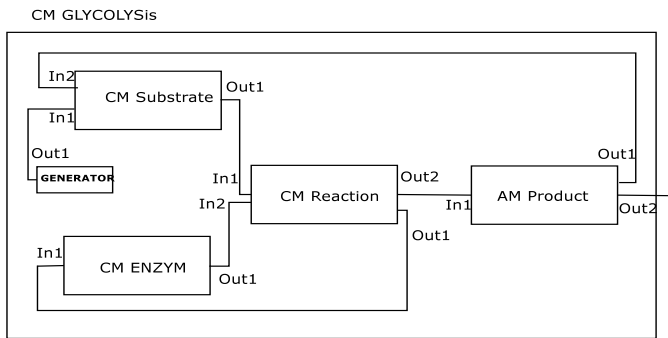 CM GLYCOLYSis
In2
CM Substrate
Out1
In1
Out1
GENERATOR
Out1
In1
Out2
CM Reaction
AM Product
In2
In1
Out2
In1
Out1
CM ENZYM
Out1